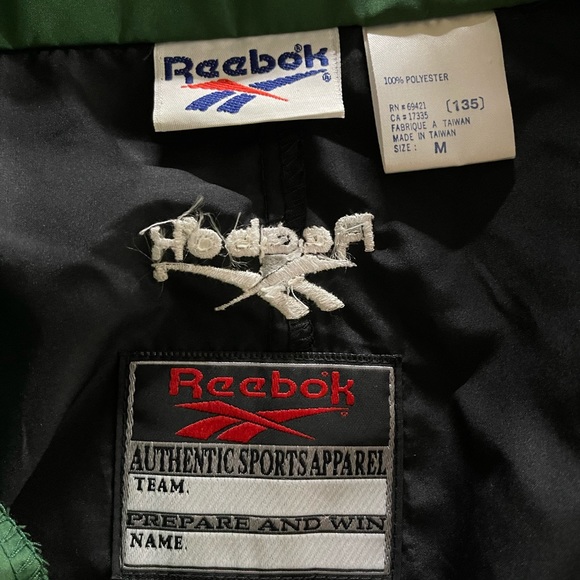 Reebok
100% POLYESTER
RN # 69421 (135)
CA # 17335
FABRIQUE A TAIWAN
MADE IN TAIWAN
SIZE : M
Reebok
Reebok
AUTHENTIC SPORTS APPAREL
TEAM.
PREPARE AND WIN
NAME.